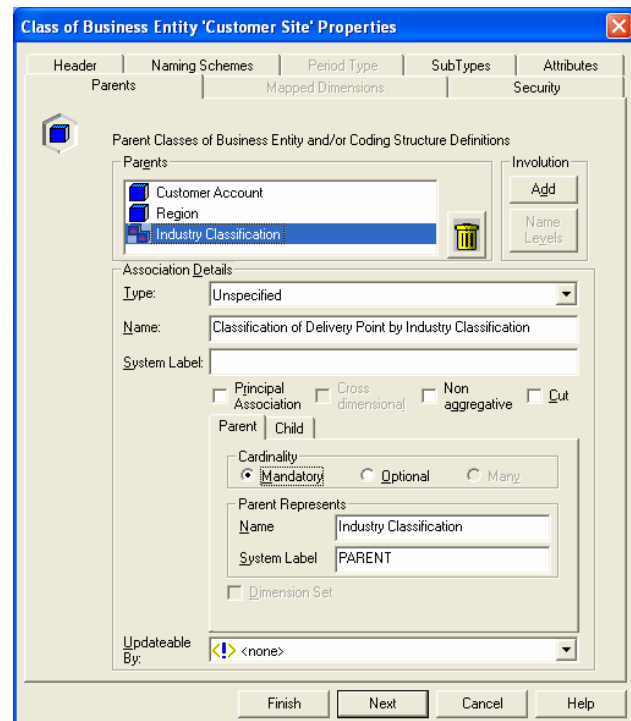 Class of Business Entity 'Customer Site' Properties
Header Naming Schemes Period Type SubTypes Attributes
Parents Mapped Dimensions Security
Parent Classes of Business Entity and/or Coding Structure Definitions
Parents Involution
Customer Account
Region
Industry Classification
Add
Name
Levels
Association Details
Type: Unspecified
Name: Classification of Delivery Point by Industry Classification
System Label:
Principal Association Cross dimensional Non aggregative Cut
Parent Child
Cardinality
Mandatory Optional Many
Parent Represents
Name Industry Classification
System Label PARENT
Dimension Set
Updateable By: <!> <none>
Finish Next Cancel Help